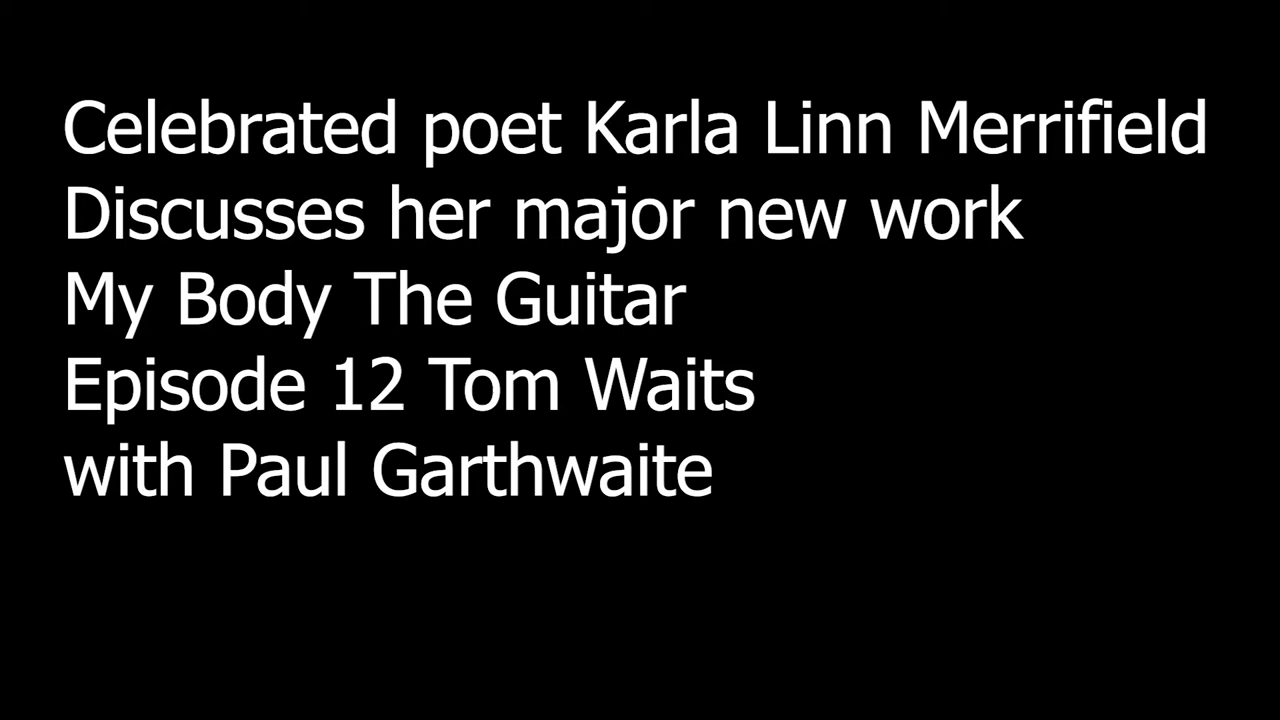 Celebrated poet Karla Linn Merrifield
Discusses her major new work
My Body The Guitar
Episode 12 Tom Waits
with Paul Garthwaite